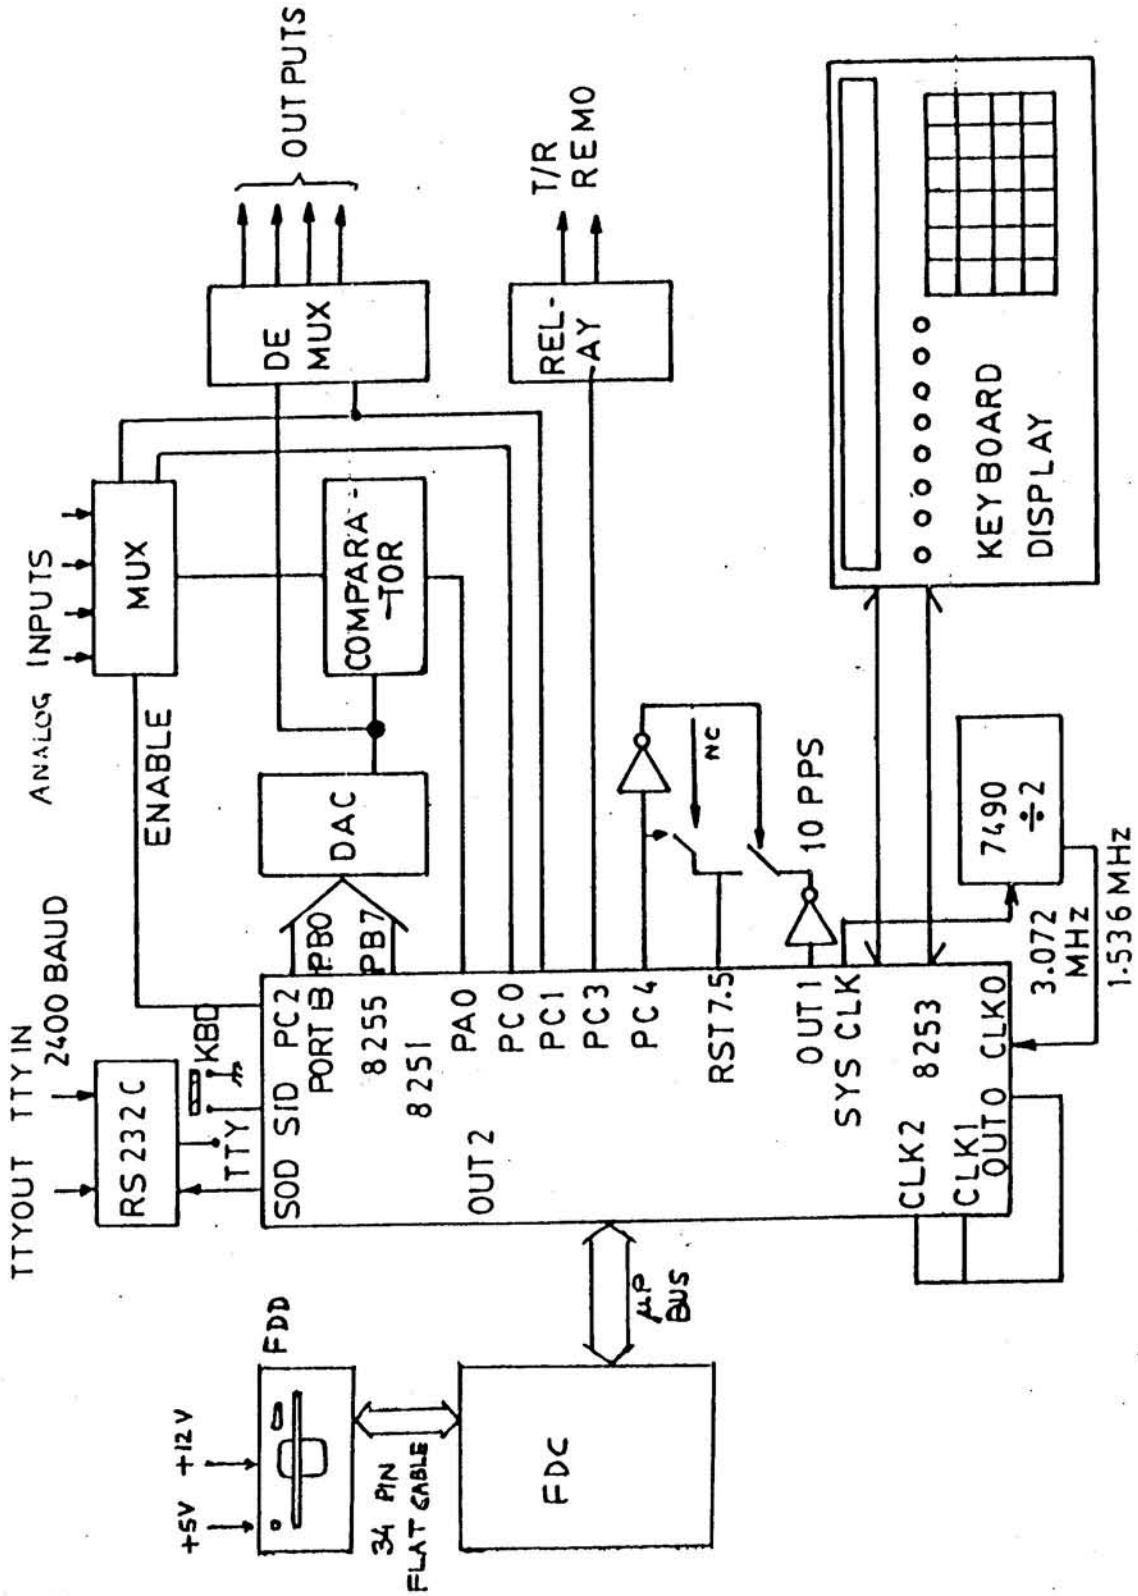 TTYOUT TTYIN
2400 BAUD
RS 232 C
TTY
KBD
ANALOG INPUTS
MUX
ENABLE
OUTPUTS
DE
MUX
COMPARA-
-TOR
DAC
T/R
REMO
REL-
AY
SOD SID PC2
PORT B PB0
8255 PB7
8251
OUT2
PA0
PC0
PC1
PC3
PC4
RST7.5
OUT1
SYS CLK
8253
CLK2
CLK1
OUT0 CLK0
NC
10 PPS
7490
÷2
3.072
MHz
1.536 MHz
KEYBOARD
DISPLAY
+5V +12V
FDD
34 PIN
FLAT CABLE
FDC
μP
BUS